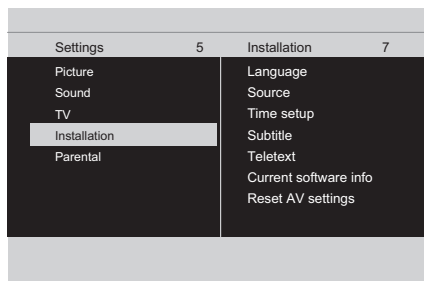 Settings 5
Picture
Sound
TV
Installation
Parental
Installation 7
Language
Source
Time setup
Subtitle
Teletext
Current software info
Reset AV settings